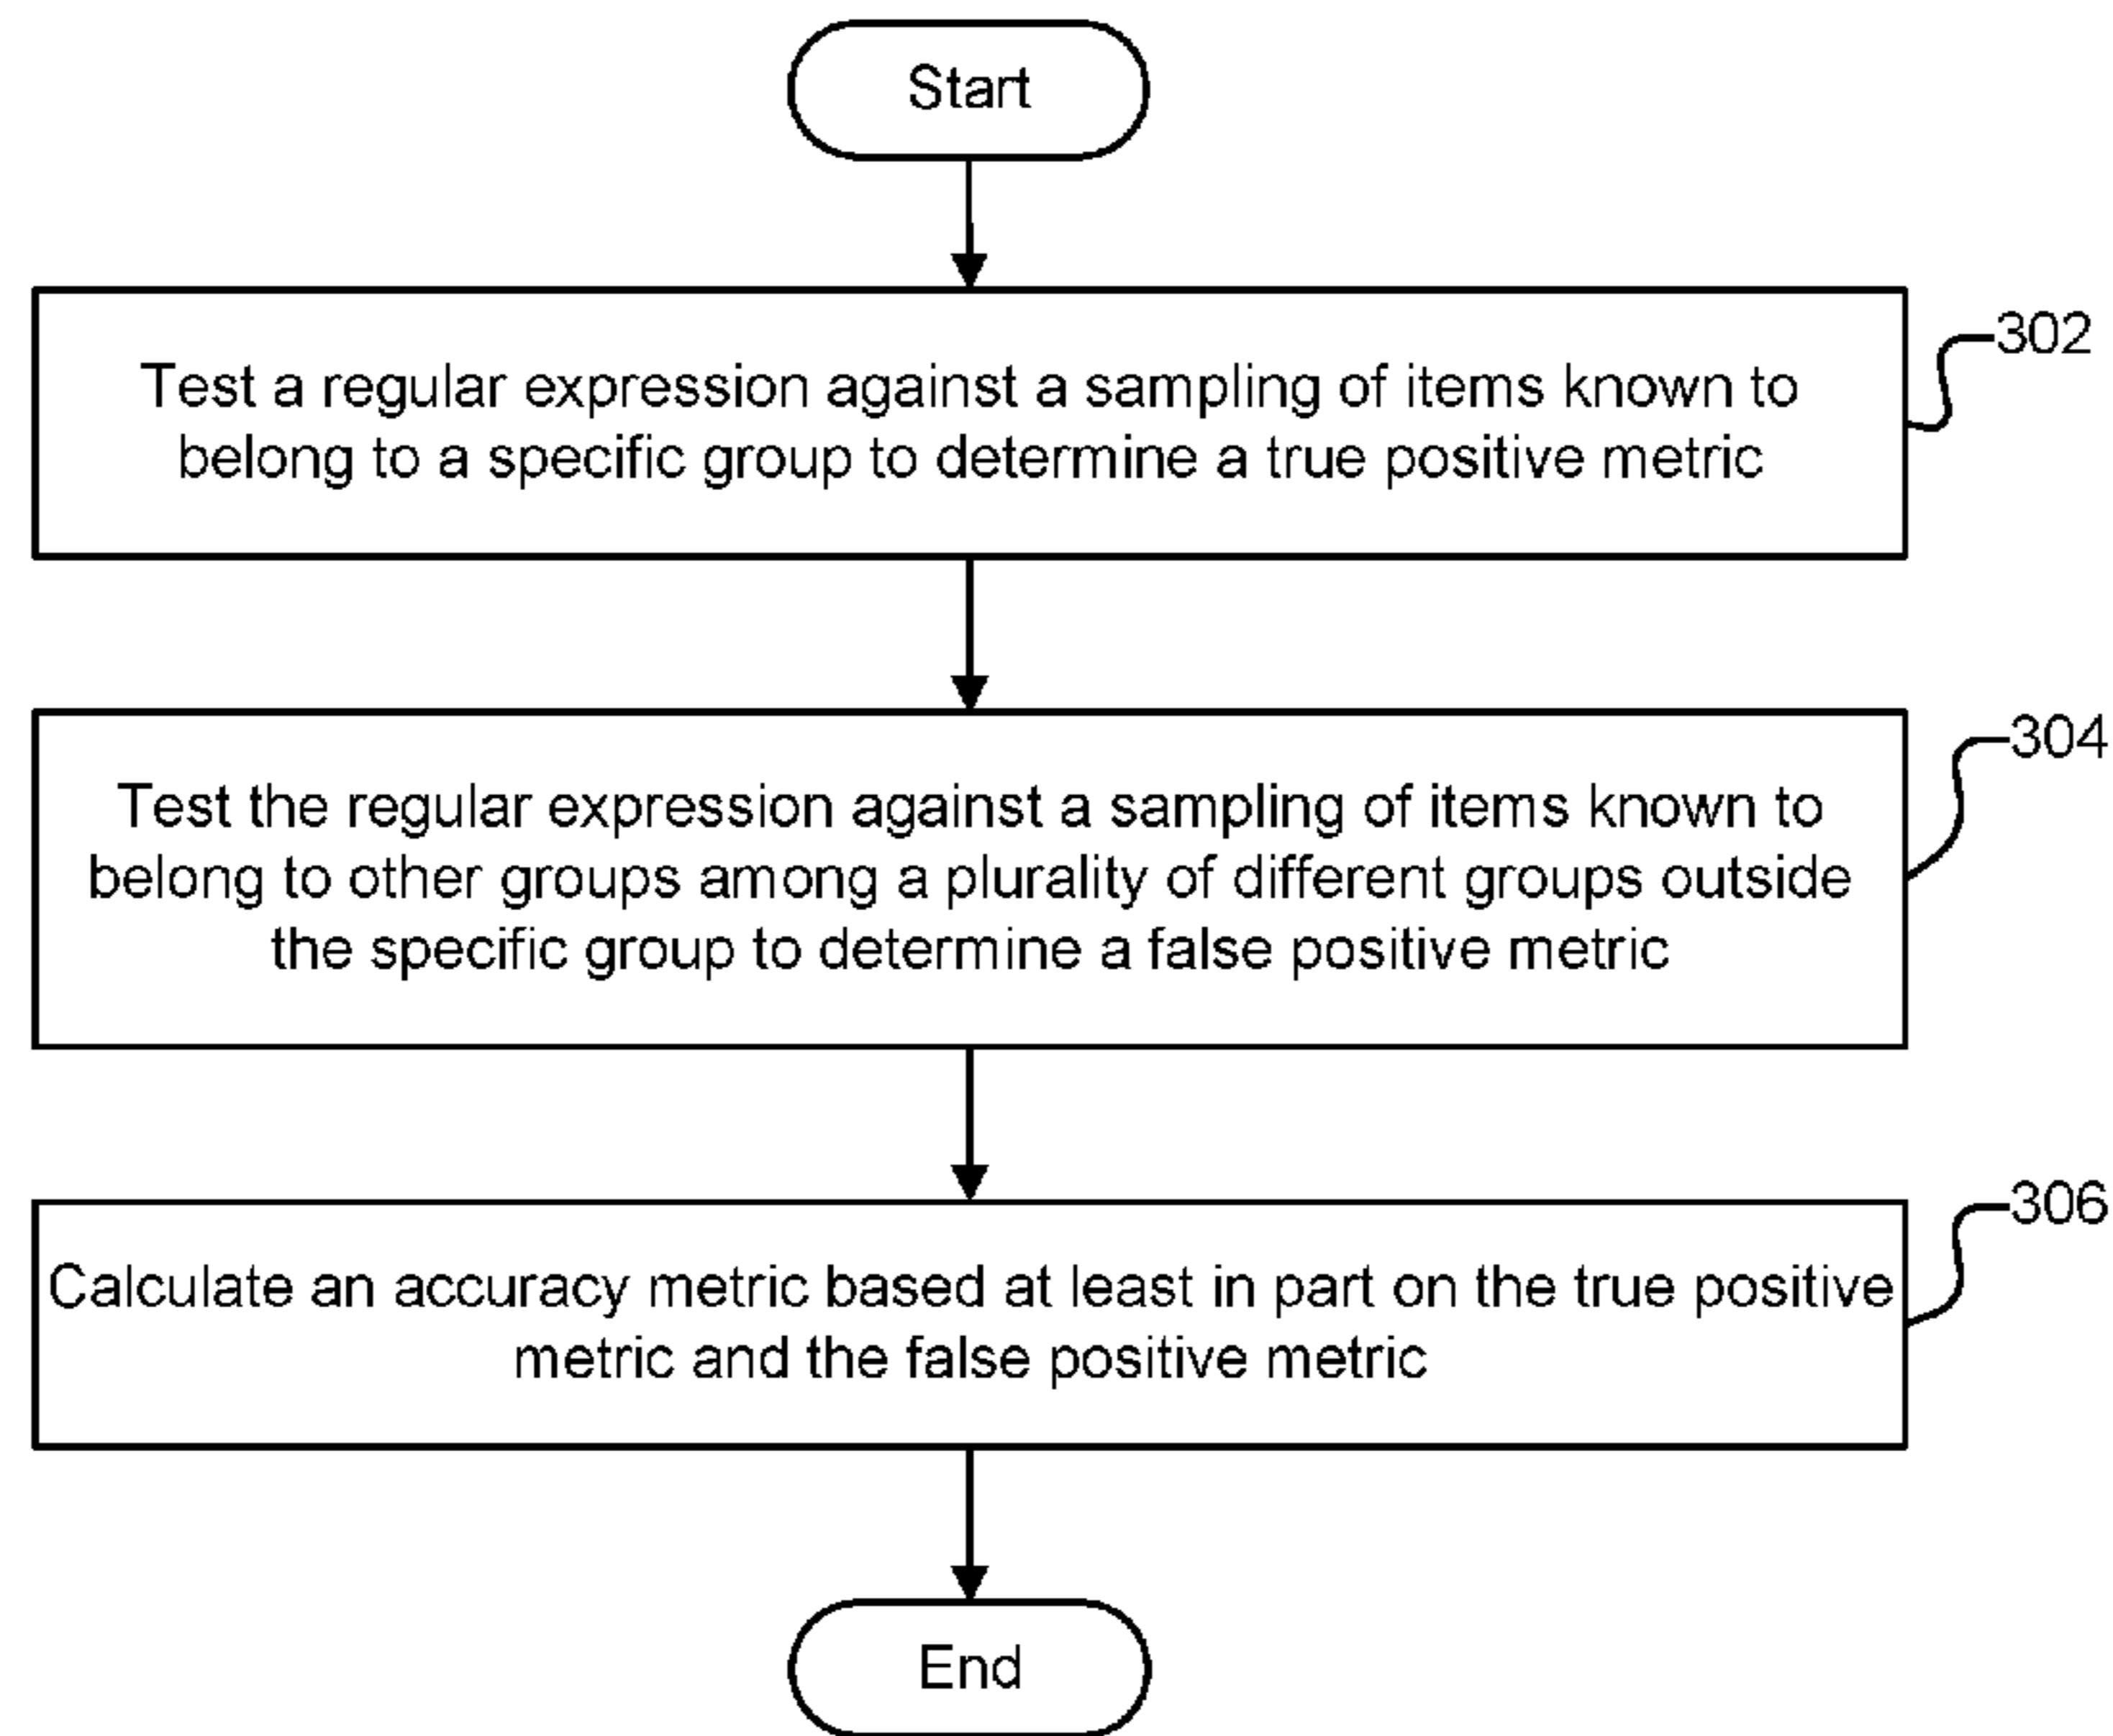 Start
Test a regular expression against a sampling of items known to
belong to a specific group to determine a true positive metric
302
Test the regular expression against a sampling of items known to
belong to other groups among a plurality of different groups outside
the specific group to determine a false positive metric
304
Calculate an accuracy metric based at least in part on the true positive
metric and the false positive metric
306
End